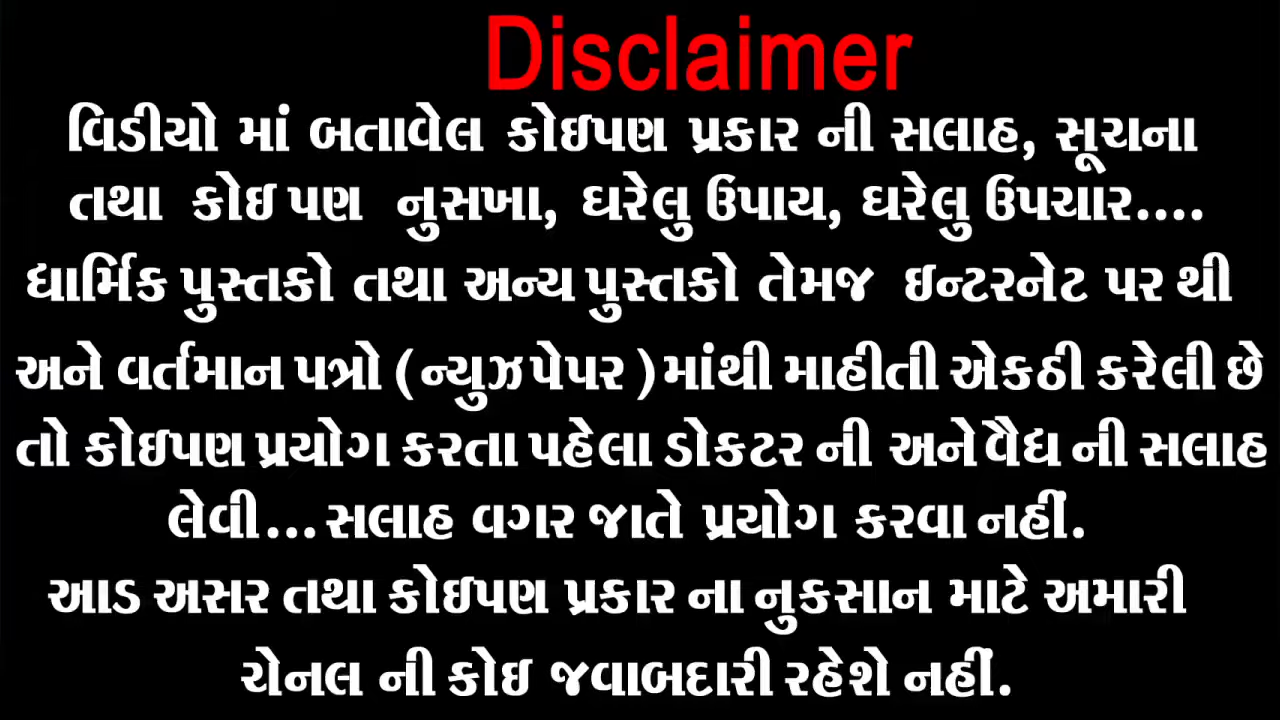 Disclaimer
વિડીયો માં બતાવેલ કોઇપણ પ્રકાર ની સલાહ, સૂચના
તથા કોઇ પણ નુસખા, ઘરેલુ ઉપાય, ઘરેલુ ઉપચાર....
ધાર્મિક પુસ્તકો તથા અન્ય પુસ્તકો તેમજ ઇન્ટરનેટ પર થી
અને વર્તમાન પત્રો ( ન્યુઝપેપર ) માંથી માહીતી એકઠી કરેલી છે
તો કોઇપણ પ્રયોગ કરતા પહેલા ડોકટર ની અને વૈદ્ય ની સલાહ
લેવી... સલાહ વગર જાતે પ્રયોગ કરવા નહીં.
આડ અસર તથા કોઇપણ પ્રકાર ના નુકસાન માટે અમારી
ચેનલ ની કોઇ જવાબદારી રહેશે નહીં.